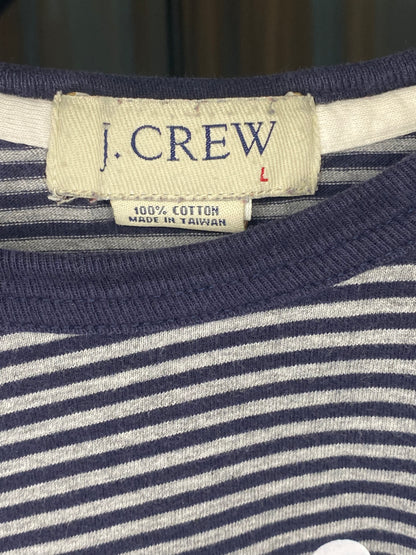 J. CREW
L
100% COTTON
MADE IN TAIWAN